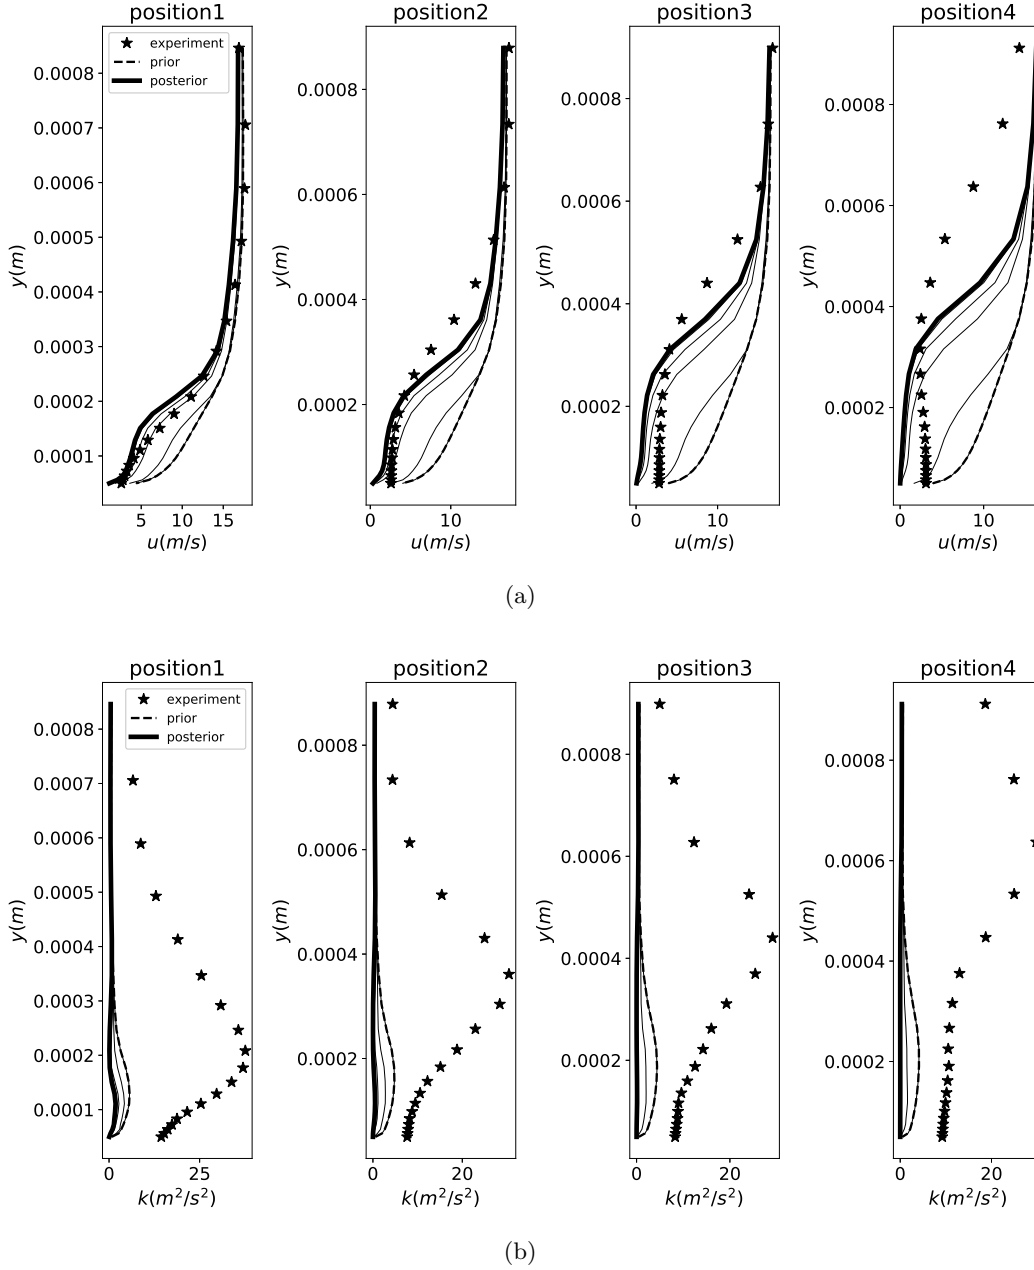 position1
position2
position3
position4
experiment
prior
posterior
0.0008
0.0007
0.0006
0.0005
0.0004
0.0003
0.0002
0.0001
y(m)
5
10
15
u(m/s)
0.0008
0.0006
0.0004
0.0002
y(m)
0
10
u(m/s)
0.0008
0.0006
0.0004
0.0002
y(m)
0
10
u(m/s)
0.0008
0.0006
0.0004
0.0002
y(m)
0
10
u(m/s)
(a)
position1
position2
position3
position4
experiment
prior
posterior
0.0008
0.0007
0.0006
0.0005
0.0004
0.0003
0.0002
0.0001
y(m)
0
25
k(m²/s²)
0.0008
0.0006
0.0004
0.0002
y(m)
0
20
k(m²/s²)
0.0008
0.0006
0.0004
0.0002
y(m)
0
20
k(m²/s²)
0.0008
0.0006
0.0004
0.0002
y(m)
0
20
k(m²/s²)
(b)